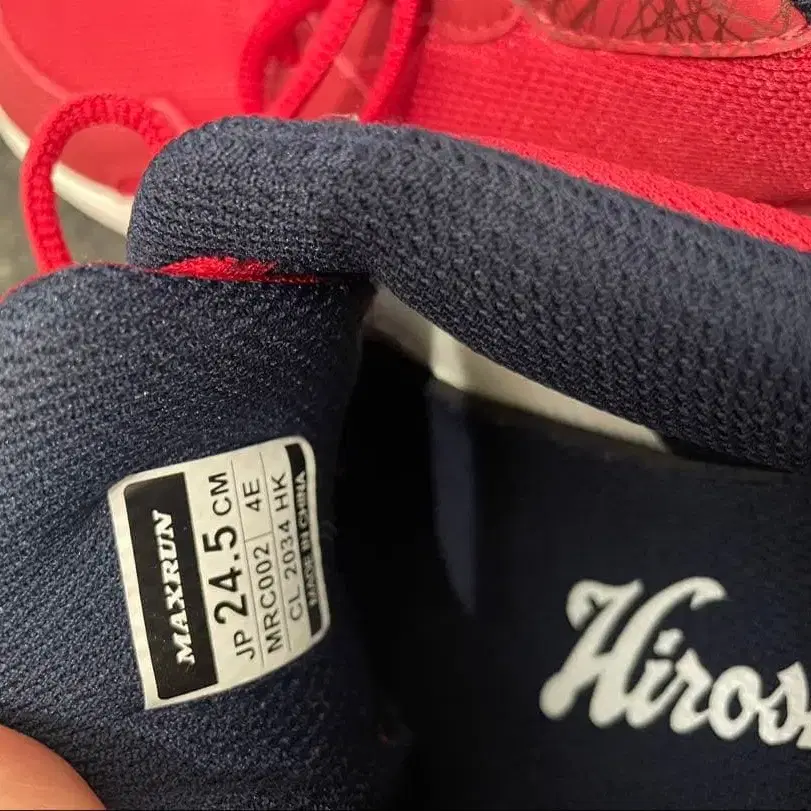 MAXRUN
JP 24.5 CM
MRC002 4E
CL 2034 HK
MADE IN CHINA
Hiros